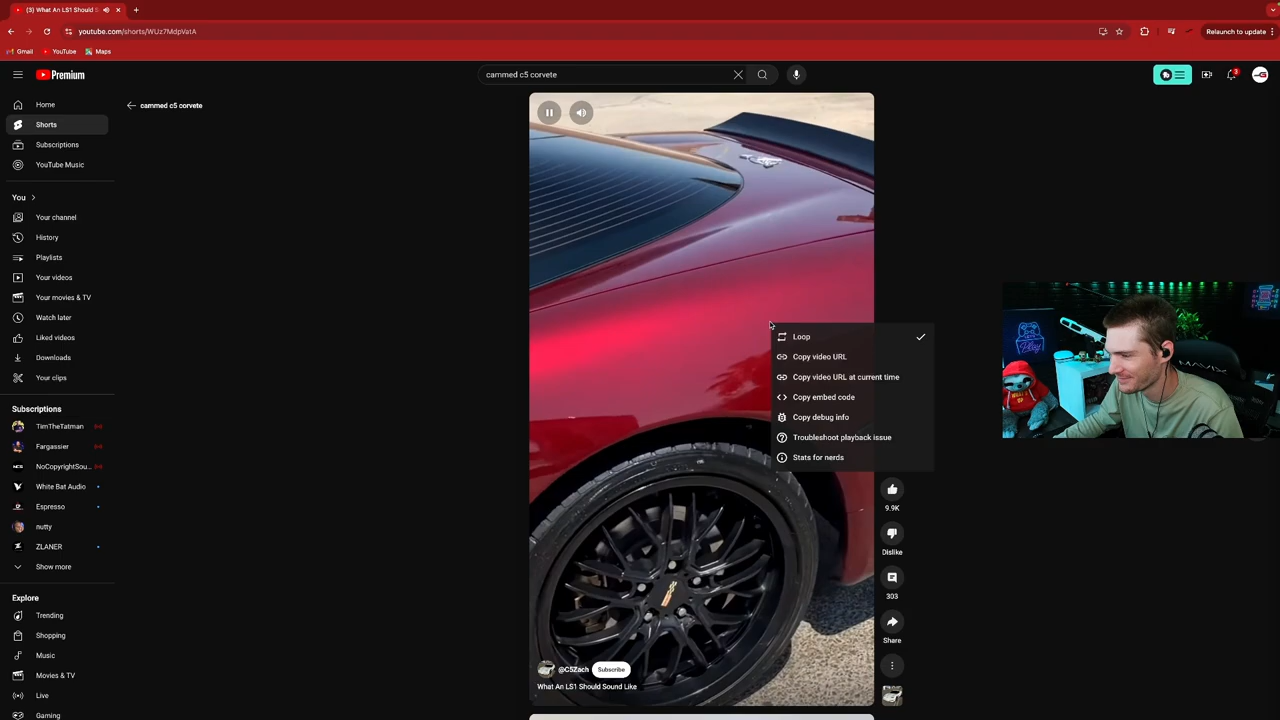 (3) What An LS1 Should S
youtube.com/shorts/WUz7MdpVatA
Relaunch to update
Gmail
YouTube
Maps
Premium
cammed c5 corvete
3
Home
Shorts
Subscriptions
YouTube Music
You
Your channel
History
Playlists
Your videos
Your movies & TV
Watch later
Liked videos
Downloads
Your clips
Subscriptions
TimTheTatman
Fargassier
NoCopyrightSou...
White Bat Audio
Espresso
nutty
ZLANER
Show more
Explore
Trending
Shopping
Music
Movies & TV
Live
Gaming
cammed c5 corvete
Loop
Copy video URL
Copy video URL at current time
Copy embed code
Copy debug info
Troubleshoot playback issue
Stats for nerds
9.9K
Dislike
303
Share
@C5Zach
Subscribe
What An LS1 Should Sound Like
MAVIX